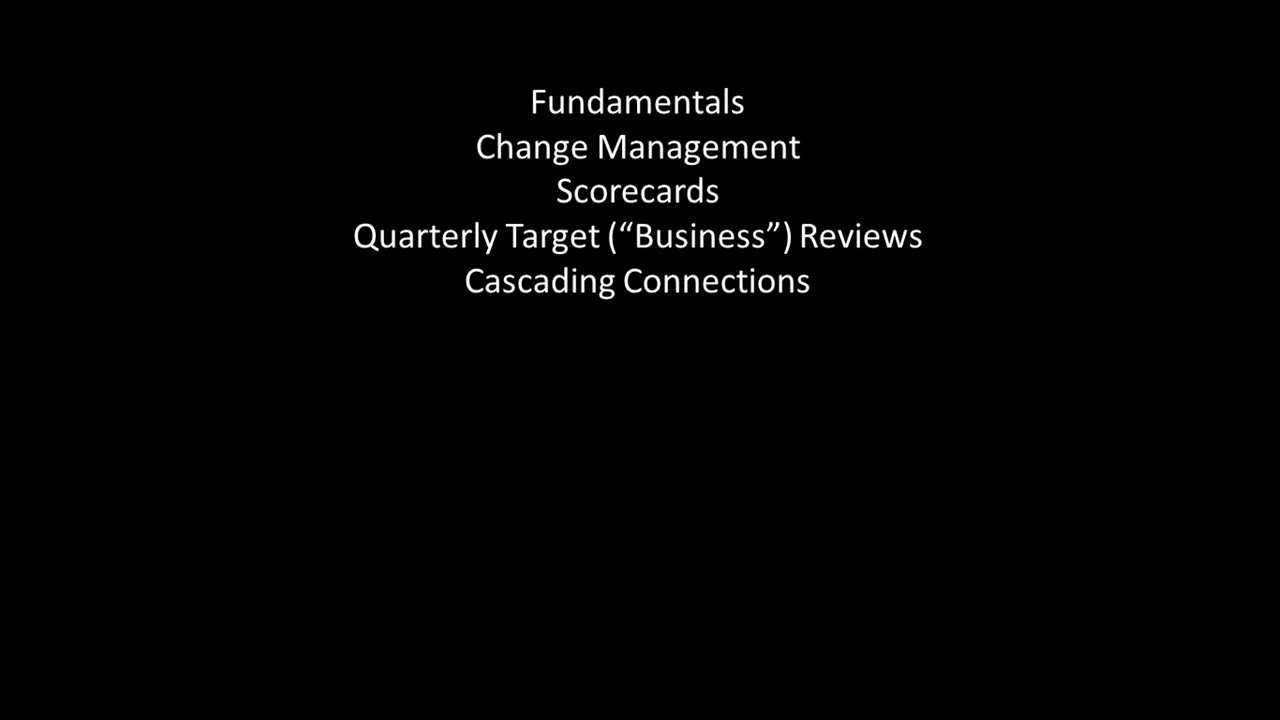 Fundamentals
Change Management
Scorecards
Quarterly Target (“Business”) Reviews
Cascading Connections